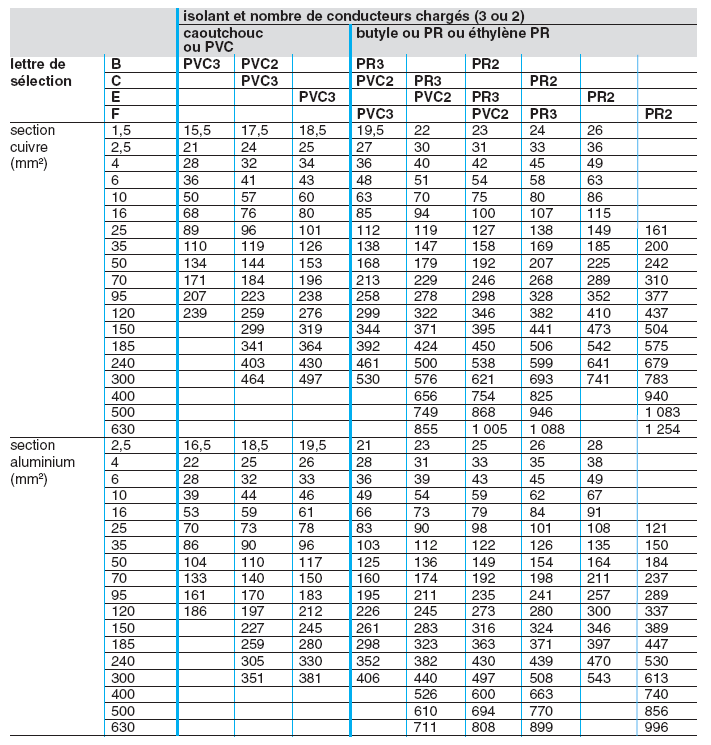 isolant et nombre de conducteurs chargés (3 ou 2)
caoutchouc butyle ou PR ou éthylène PR
ou PVC
lettre de B PVC3 PVC2 PR3 PR2
sélection C PVC3 PVC2 PR3 PR2
E PVC3 PVC2 PR3 PR2
F PVC3 PVC2 PR3 PR2
section 1,5 15,5 17,5 18,5 19,5 22 23 24 26
cuivre 2,5 21 24 25 27 30 31 33 36
(mm²) 4 28 32 34 36 40 42 45 49
6 36 41 43 48 51 54 58 63
10 50 57 60 63 70 75 80 86
16 68 76 80 85 94 100 107 115
25 89 96 101 112 119 127 138 149 161
35 110 119 126 138 147 158 169 185 200
50 134 144 153 168 179 192 207 225 242
70 171 184 196 213 229 246 268 289 310
95 207 223 238 258 278 298 328 352 377
120 239 259 276 299 322 346 382 410 437
150 299 319 344 371 395 441 473 504
185 341 364 392 424 450 506 542 575
240 403 430 461 500 538 599 641 679
300 464 497 530 576 621 693 741 783
400 656 754 825 940
500 749 868 946 1 083
630 855 1 005 1 088 1 254
section 2,5 16,5 18,5 19,5 21 23 25 26 28
aluminium 4 22 25 26 28 31 33 35 38
(mm²) 6 28 32 33 36 39 43 45 49
10 39 44 46 49 54 59 62 67
16 53 59 61 66 73 79 84 91
25 70 73 78 83 90 98 101 108 121
35 86 90 96 103 112 122 126 135 150
50 104 110 117 125 136 149 154 164 184
70 133 140 150 160 174 192 198 211 237
95 161 170 183 195 211 235 241 257 289
120 186 197 212 226 245 273 280 300 337
150 227 245 261 283 316 324 346 389
185 259 280 298 323 363 371 397 447
240 305 330 352 382 430 439 470 530
300 351 381 406 440 497 508 543 613
400 526 600 663 740
500 610 694 770 856
630 711 808 899 996